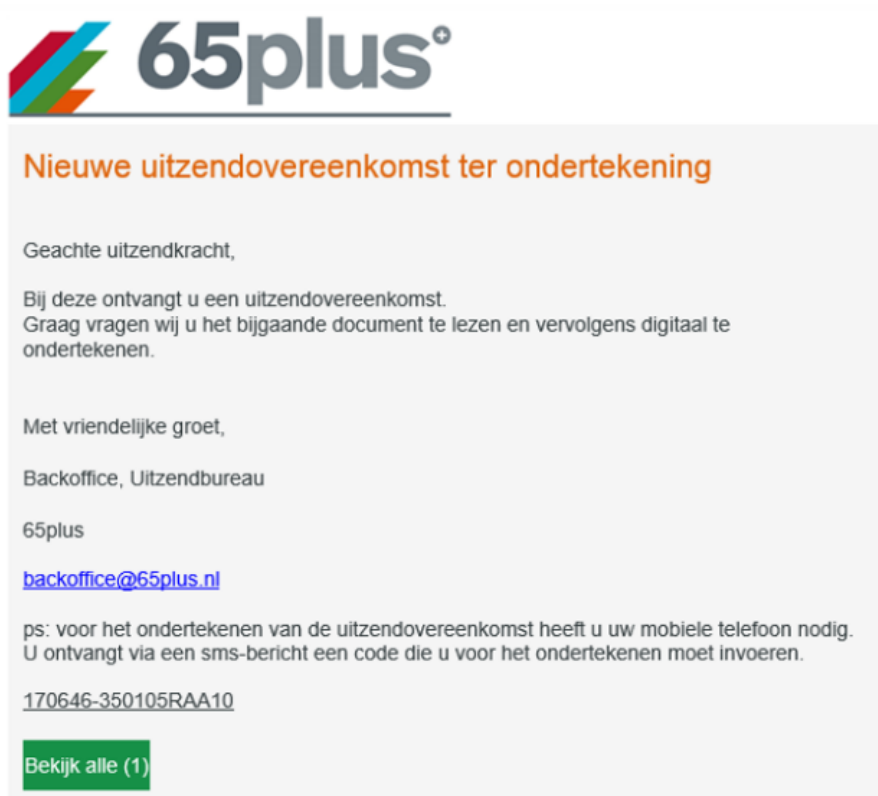 65plus+
Nieuwe uitzendovereenkomst ter ondertekening
Geachte uitzendkracht,
Bij deze ontvangt u een uitzendovereenkomst.
Graag vragen wij u het bijgaande document te lezen en vervolgens digitaal te
ondertekenen.
Met vriendelijke groet,
Backoffice, Uitzendbureau
65plus
backoffice@65plus.nl
ps: voor het ondertekenen van de uitzendovereenkomst heeft u uw mobiele telefoon nodig.
U ontvangt via een sms-bericht een code die u voor het ondertekenen moet invoeren.
170646-350105RAA10
Bekijk alle (1)